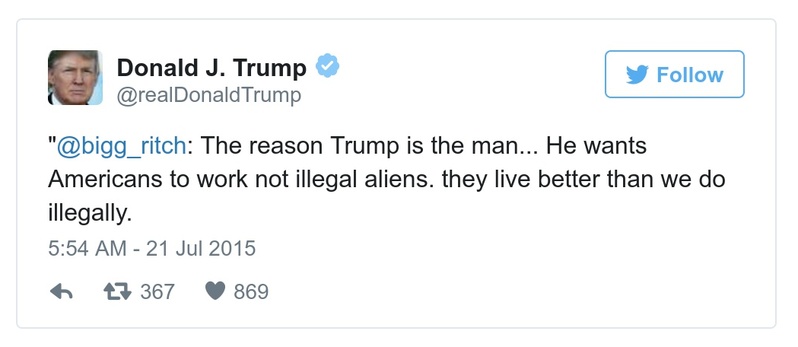 Donald J. Trump
@realDonaldTrump
Follow
"@bigg_ritch: The reason Trump is the man... He wants
Americans to work not illegal aliens. they live better than we do
illegally.
5:54 AM - 21 Jul 2015
367 869